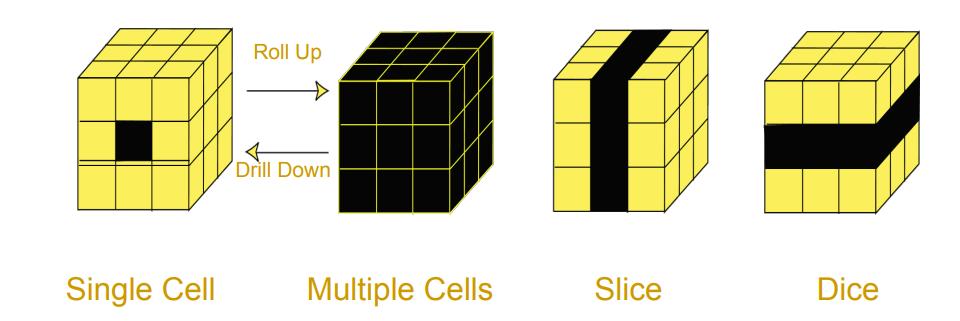 Roll Up
Drill Down
Single Cell
Multiple Cells
Slice
Dice